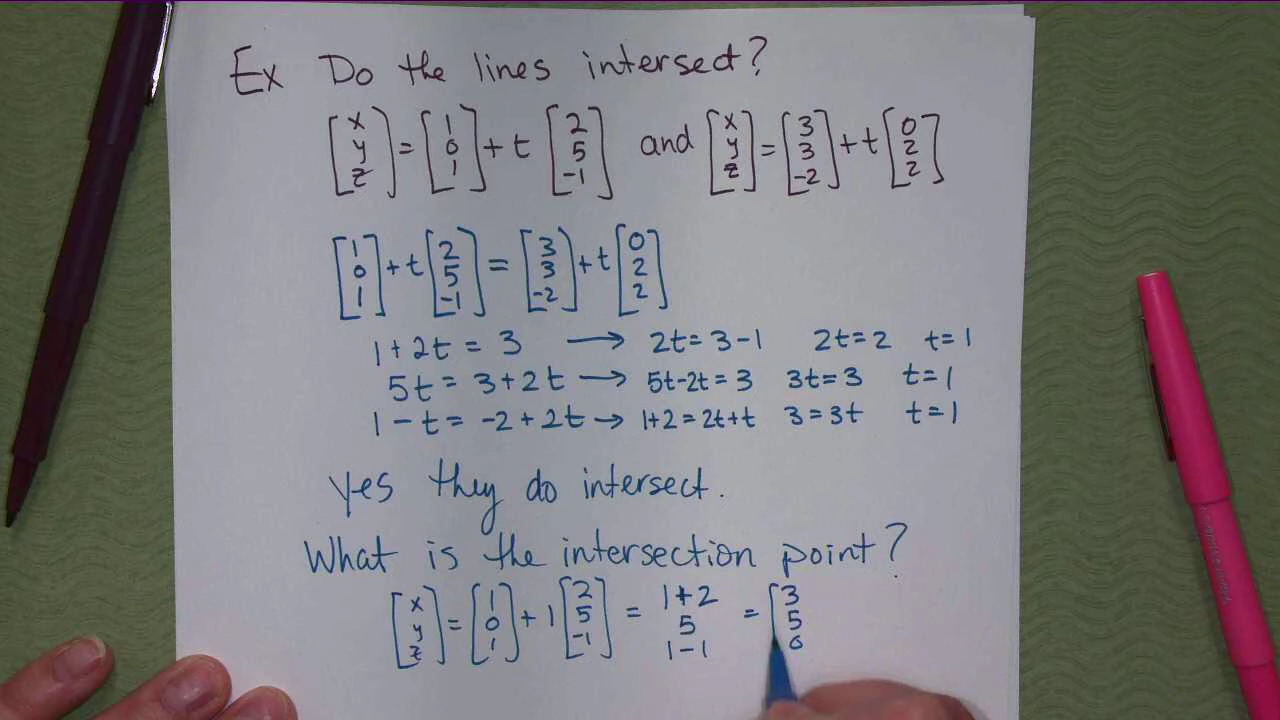 Ex Do the lines intersect?
[x y z] = [1 0 1] + t [2 5 -1] and [x y z] = [3 3 -2] + t [0 2 2]
[1 0 1] + t [2 5 -1] = [3 3 -2] + t [0 2 2]
1 + 2t = 3 → 2t = 3 - 1 2t = 2 t = 1
5t = 3 + 2t → 5t - 2t = 3 3t = 3 t = 1
1 - t = -2 + 2t → 1 + 2 = 2t + t 3 = 3t t = 1
Yes they do intersect.
What is the intersection point?
[x y z] = [1 0 1] + 1 [2 5 -1] = 1 + 2 5 1 - 1 = [3 5 0